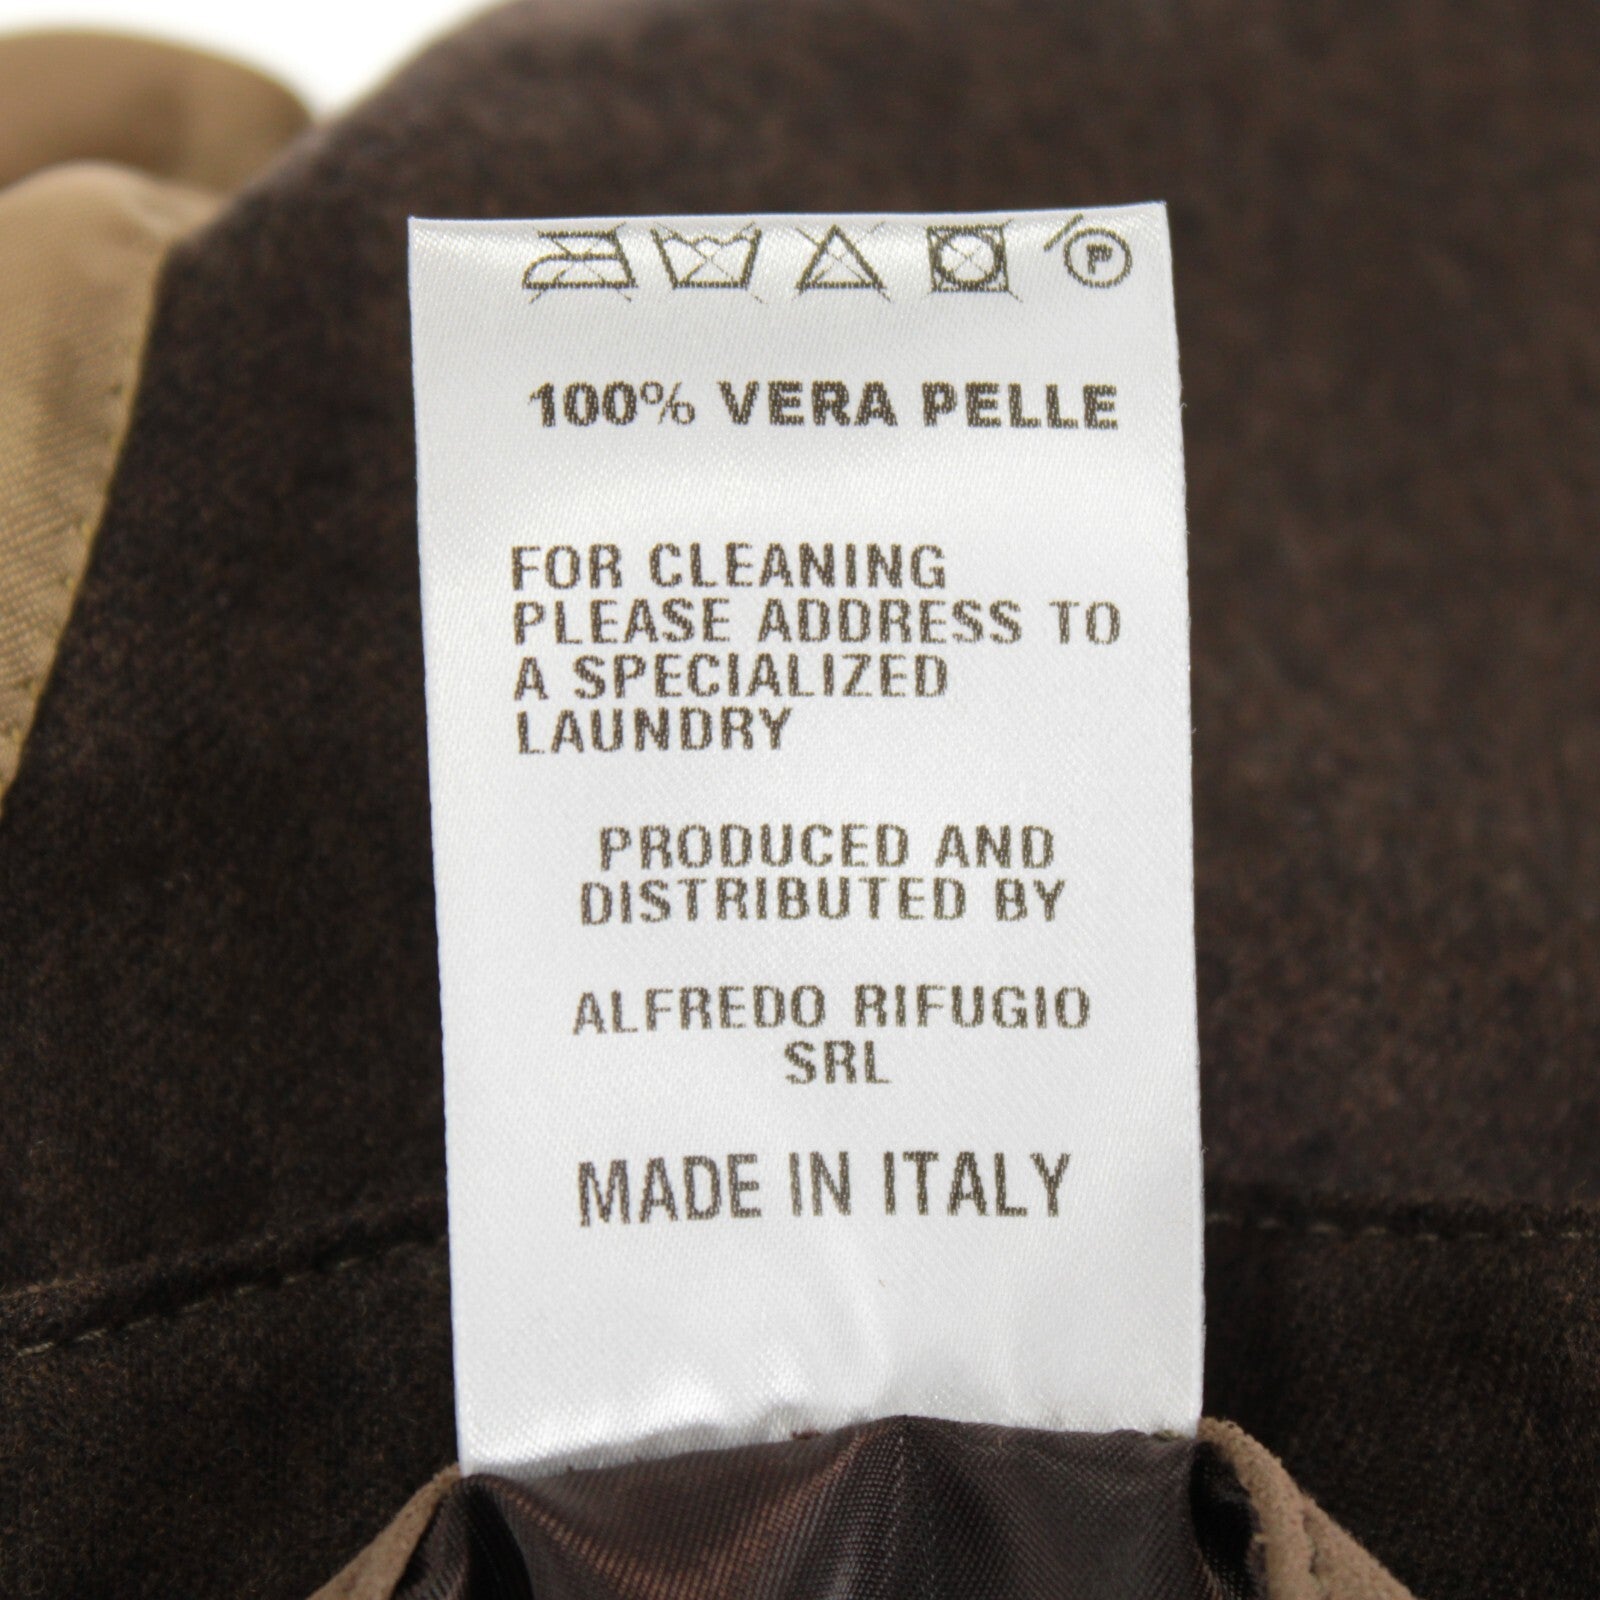 P
100% VERA PELLE
FOR CLEANING
PLEASE ADDRESS TO
A SPECIALIZED
LAUNDRY
PRODUCED AND
DISTRIBUTED BY
ALFREDO RIFUGIO
SRL
MADE IN ITALY